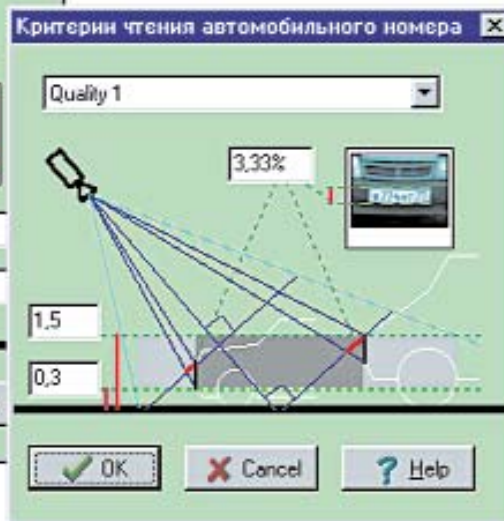 Критерии чтения автомобильного номера
Quality 1
3,33%
1,5
0,3
OK
Cancel
Help